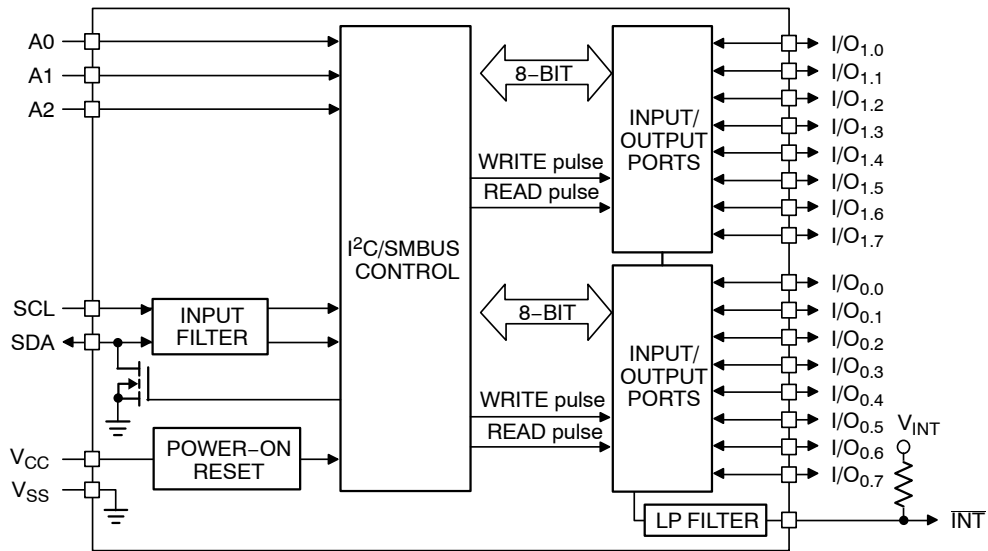 A0
A1
A2
SCL
SDA
V_CC
V_SS
INPUT
FILTER
POWER–ON
RESET
I²C/SMBUS
CONTROL
8–BIT
WRITE pulse
READ pulse
8–BIT
WRITE pulse
READ pulse
INPUT/
OUTPUT
PORTS
INPUT/
OUTPUT
PORTS
LP FILTER
I/O1.0
I/O1.1
I/O1.2
I/O1.3
I/O1.4
I/O1.5
I/O1.6
I/O1.7
I/O0.0
I/O0.1
I/O0.2
I/O0.3
I/O0.4
I/O0.5
I/O0.6
I/O0.7
V_INT
INT